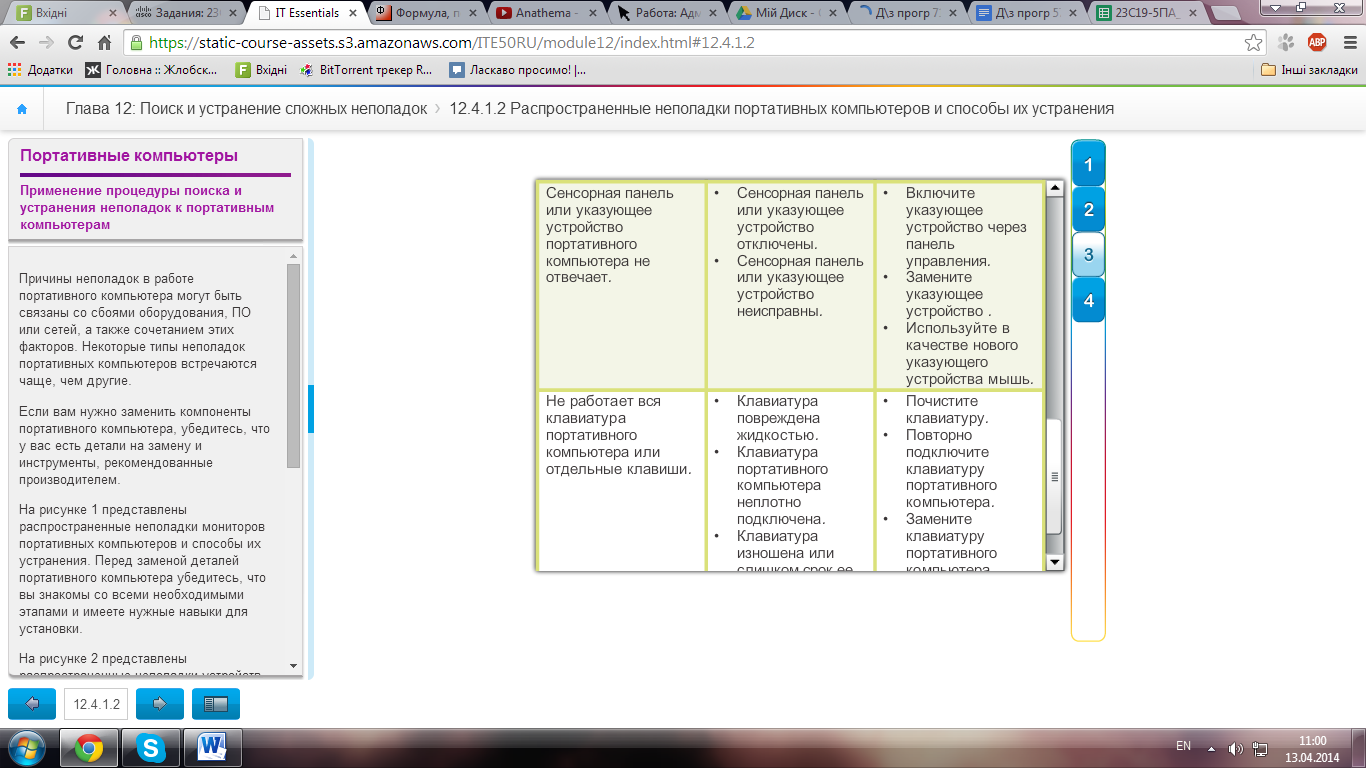 Вхідні
Задания: 23С
IT Essentials
Формула, п
Anathema -
Работа: Адм
Мій Диск - G
Д\з прогр 7
Д\з прогр 5
23С19-5ПА_
https://static-course-assets.s3.amazonaws.com/ITE50RU/module12/index.html#12.4.1.2
Додатки
Головна :: Жлобск...
Вхідні
BitTorrent трекер R...
Ласкаво просимо! |...
Інші закладки
Глава 12: Поиск и устранение сложных неполадок
12.4.1.2 Распространенные неполадки портативных компьютеров и способы их устранения
Портативные компьютеры
Применение процедуры поиска и
устранения неполадок к портативным
компьютерам
Причины неполадок в работе
портативного компьютера могут быть
связаны со сбоями оборудования, ПО
или сетей, а также сочетанием этих
факторов. Некоторые типы неполадок
портативных компьютеров встречаются
чаще, чем другие.
Если вам нужно заменить компоненты
портативного компьютера, убедитесь, что
у вас есть детали на замену и
инструменты, рекомендованные
производителем.
На рисунке 1 представлены
распространенные неполадки мониторов
портативных компьютеров и способы их
устранения. Перед заменой деталей
портативного компьютера убедитесь, что
вы знакомы со всеми необходимыми
этапами и имеете нужные навыки для
установки.
На рисунке 2 представлены
распространенные неполадки устройств
Сенсорная панель
или указующее
устройство
портативного
компьютера не
отвечает.
• Сенсорная панель
или указующее
устройство
отключены.
• Сенсорная панель
или указующее
устройство
неисправны.
• Включите
указующее
устройство через
панель
управления.
• Замените
указующее
устройство .
• Используйте в
качестве нового
указующего
устройства мышь.
Не работает вся
клавиатура
портативного
компьютера или
отдельные клавиши.
• Клавиатура
повреждена
жидкостью.
• Клавиатура
портативного
компьютера
неплотно
подключена.
• Клавиатура
изношена или
слишком срок ее
• Почистите
клавиатуру.
• Повторно
подключите
клавиатуру
портативного
компьютера.
• Замените
клавиатуру
портативного
компьютера
1
2
3
4
12.4.1.2
EN
11:00
13.04.2014